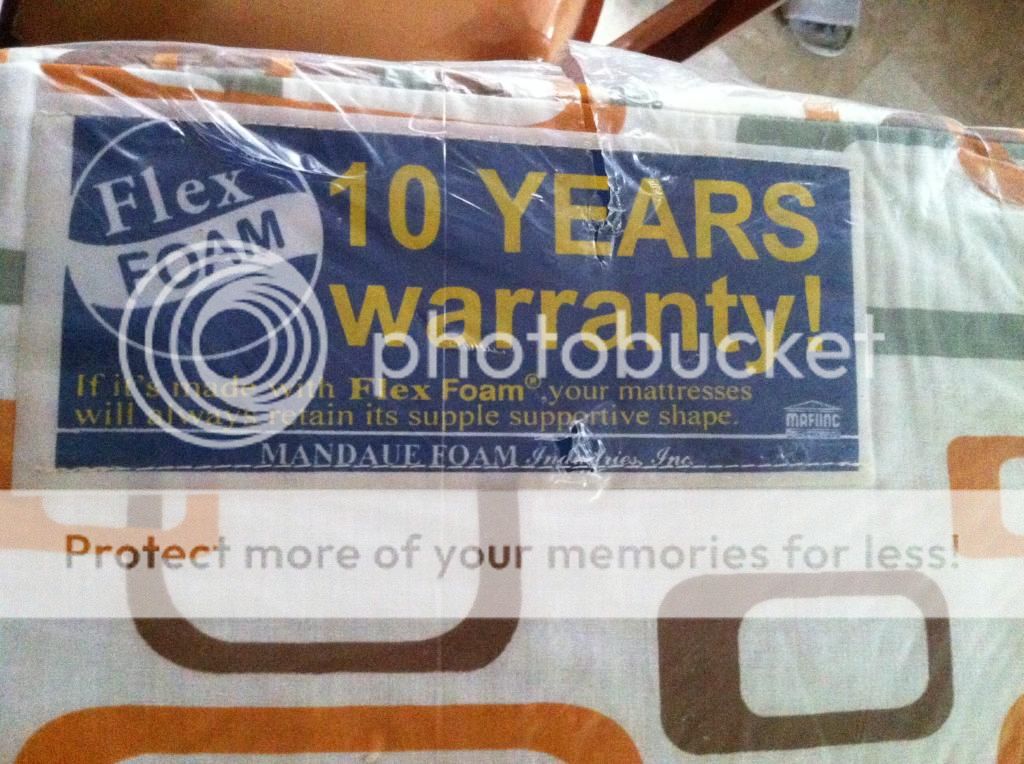 Flex
FOAM
10 YEARS
warranty!
photobucket
If it's made with Flex Foam®, your mattresses
will always retain its supple supportive shape.
MAFIINC
MANDAUE FOAM Industries, Inc.
Protect more of your memories for less!